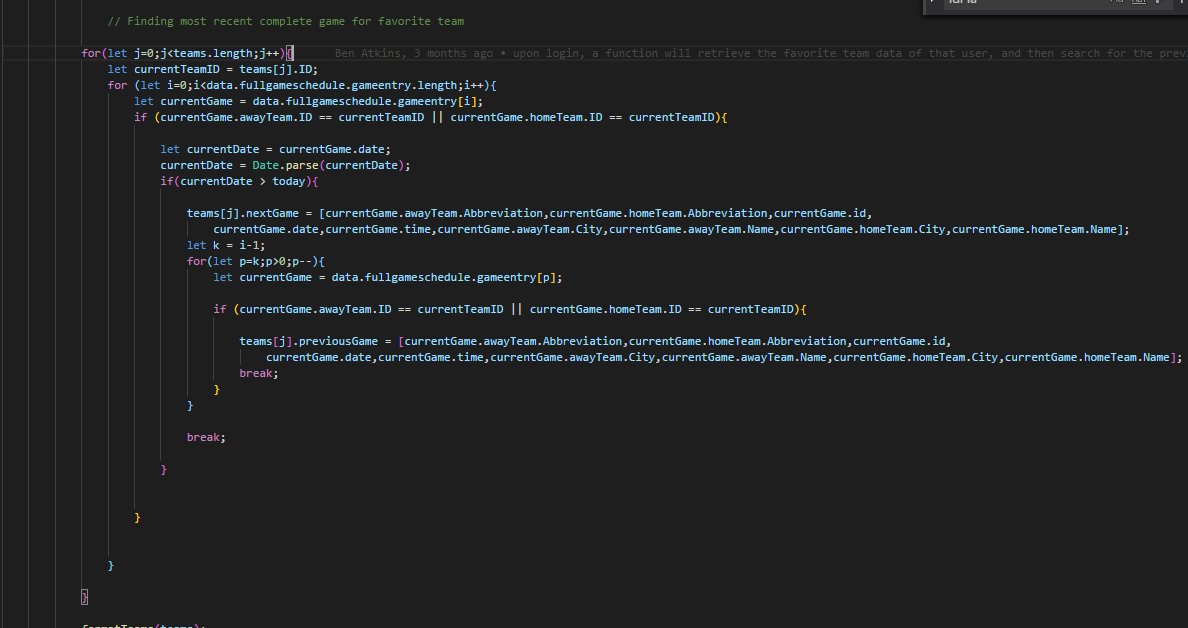 // Finding most recent complete game for favorite team
for(let j=0;j<teams.length;j++){ Ben Atkins, 3 months ago • upon login, a function will retrieve the favorite team data of that user, and then search for the
let currentTeamID = teams[j].ID;
for (let i=0;i<data.fullgameschedule.gameentry.length;i++){
let currentGame = data.fullgameschedule.gameentry[i];
if (currentGame.awayTeam.ID == currentTeamID || currentGame.homeTeam.ID == currentTeamID){
let currentDate = currentGame.date;
currentDate = Date.parse(currentDate);
if(currentDate > today){
teams[j].nextGame = [currentGame.awayTeam.Abbreviation,currentGame.homeTeam.Abbreviation,currentGame.id,
currentGame.date,currentGame.time,currentGame.awayTeam.City,currentGame.awayTeam.Name,currentGame.homeTeam.City,currentGame.homeTeam.Name];
let k = i-1;
for(let p=k;p>0;p--){
let currentGame = data.fullgameschedule.gameentry[p];
if (currentGame.awayTeam.ID == currentTeamID || currentGame.homeTeam.ID == currentTeamID){
teams[j].previousGame = [currentGame.awayTeam.Abbreviation,currentGame.homeTeam.Abbreviation,currentGame.id,
currentGame.date,currentGame.time,currentGame.awayTeam.City,currentGame.awayTeam.Name,currentGame.homeTeam.City,currentGame.homeTeam.Name];
break;
}
}
break;
}
}
}
}